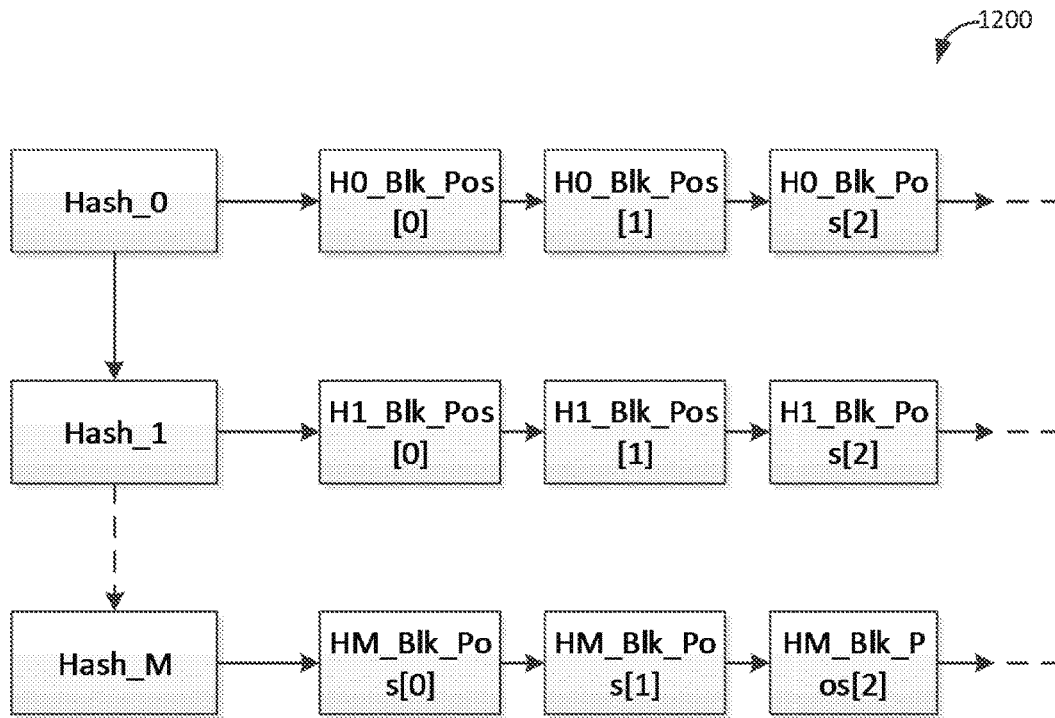 1200
Hash_0
H0_Blk_Pos
[0]
H0_Blk_Pos
[1]
H0_Blk_Po
s[2]
Hash_1
H1_Blk_Pos
[0]
H1_Blk_Pos
[1]
H1_Blk_Po
s[2]
Hash_M
HM_Blk_Po
s[0]
HM_Blk_Po
s[1]
HM_Blk_P
os[2]